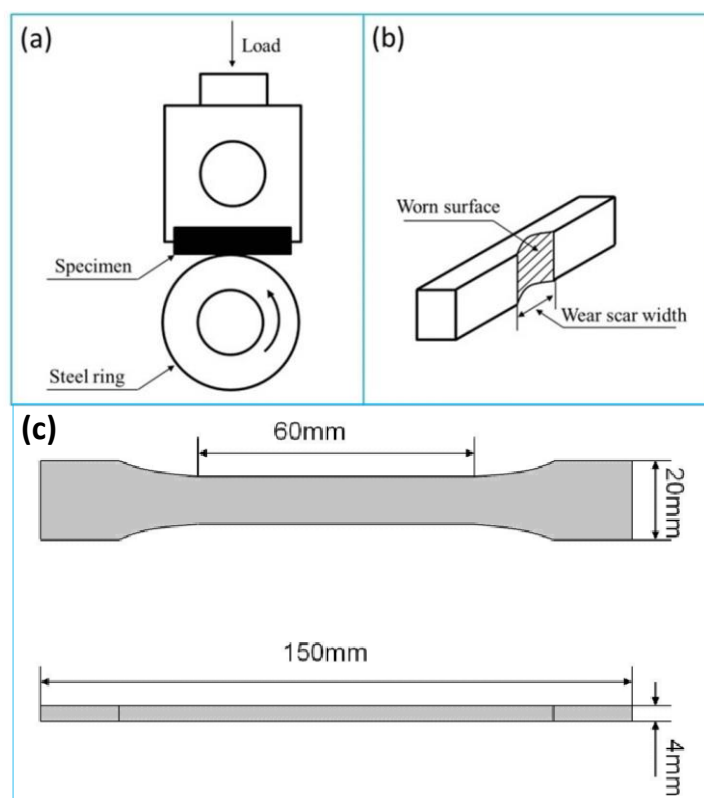 (a)
Load
Specimen
Steel ring
(b)
Worn surface
Wear scar width
(c)
60mm
20mm
150mm
4mm